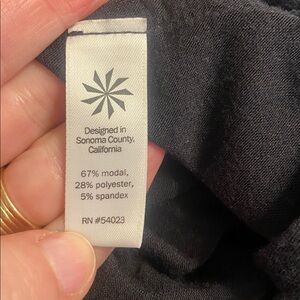 Designed in
Sonoma County,
California
67% modal,
28% polyester,
5% spandex
RN #54023